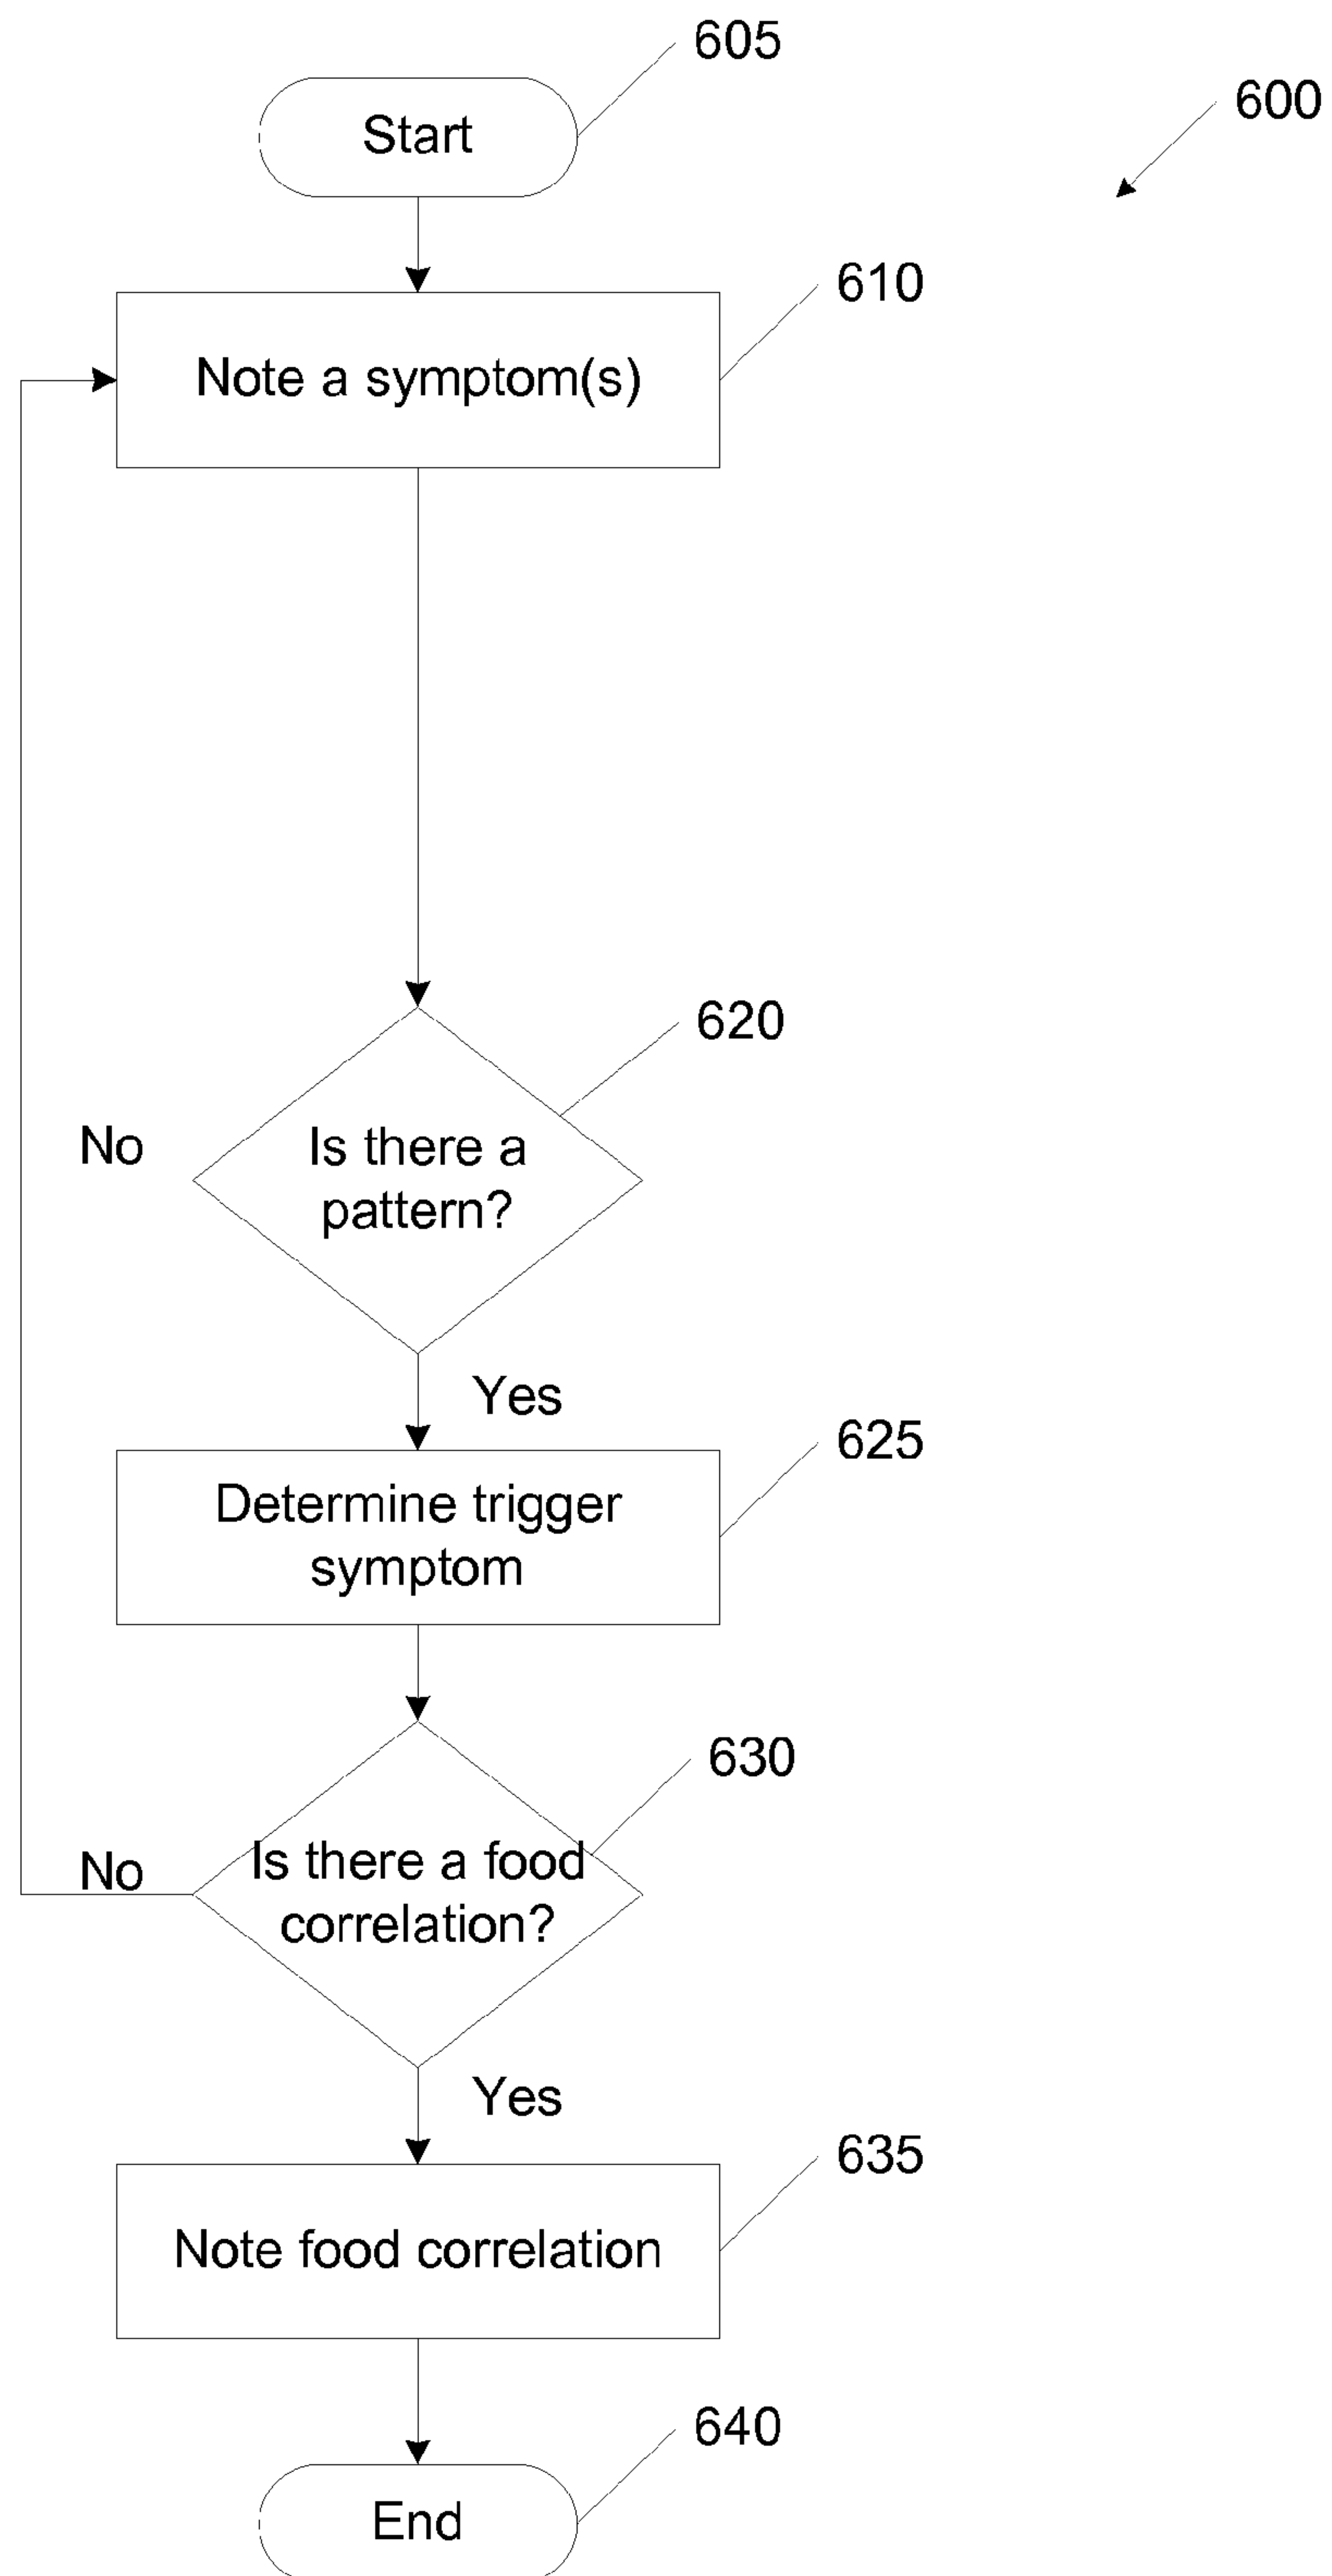 605
Start
600
610
Note a symptom(s)
620
No
Is there a
pattern?
Yes
625
Determine trigger
symptom
630
No
Is there a food
correlation?
Yes
635
Note food correlation
640
End